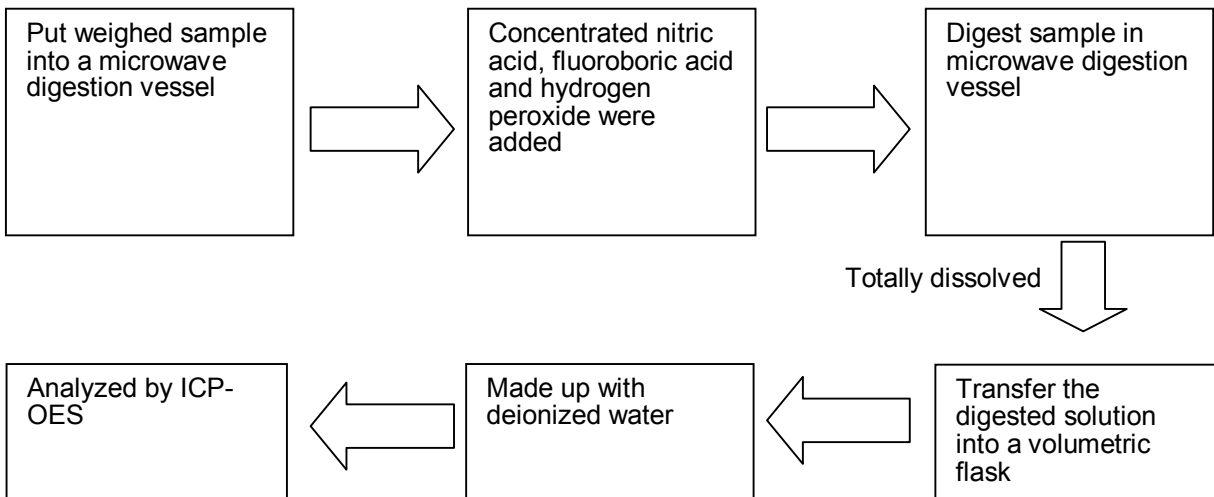 Put weighed sample
into a microwave
digestion vessel
Concentrated nitric
acid, fluoroboric acid
and hydrogen
peroxide were
added
Digest sample in
microwave digestion
vessel
Totally dissolved
Transfer the
digested solution
into a volumetric
flask
Made up with
deionized water
Analyzed by ICP-
OES